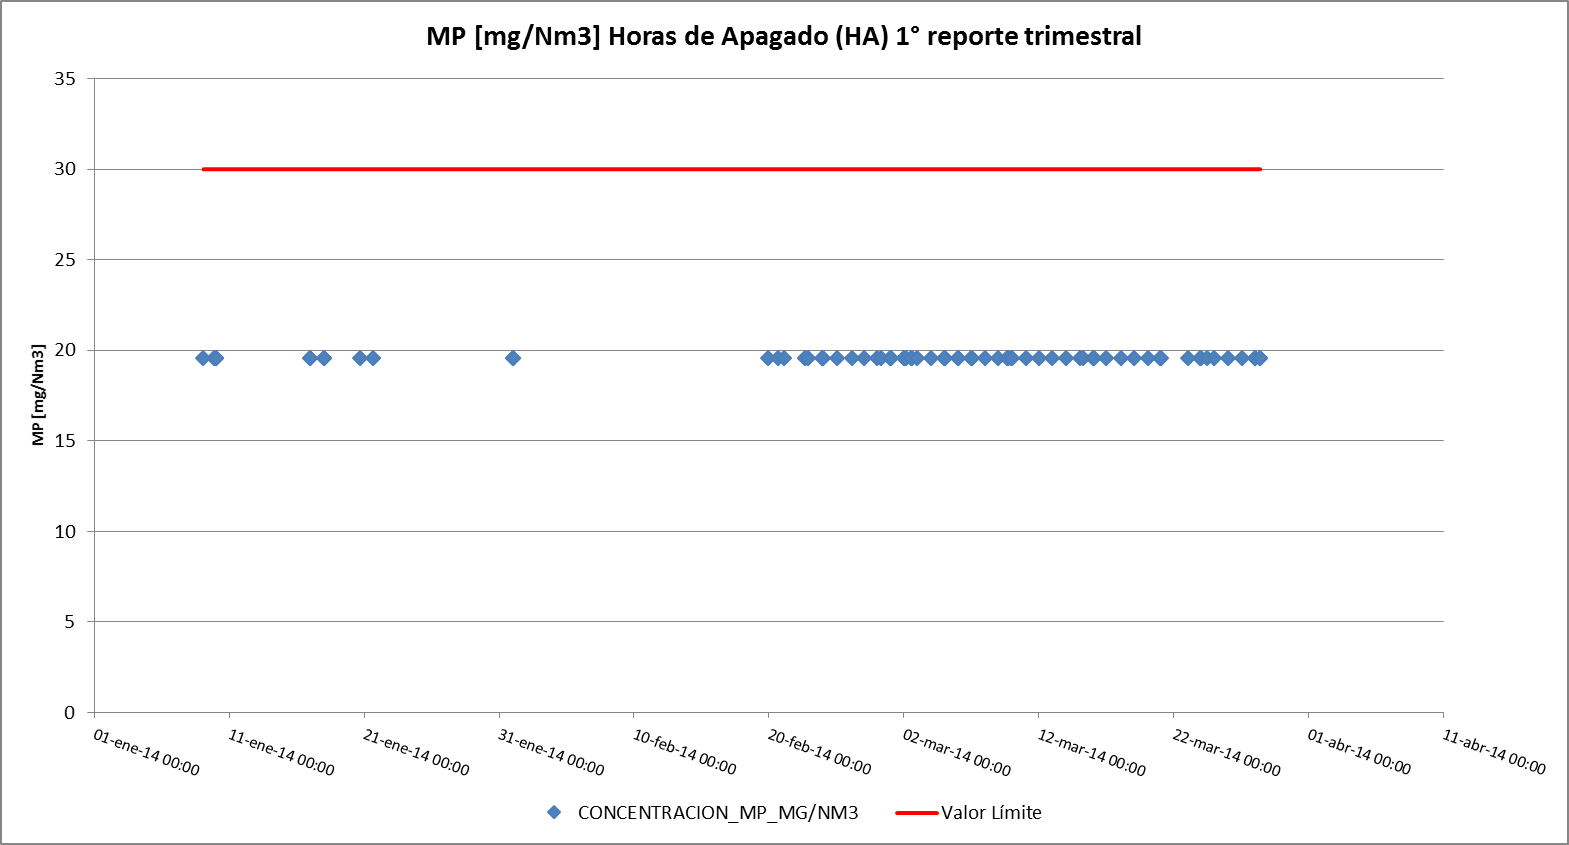 MP [mg/Nm3] Horas de Apagado (HA) 1° reporte trimestral
35
30
25
20
15
10
5
0
MP [mg/Nm3]
01-ene-14 00:00
11-ene-14 00:00
21-ene-14 00:00
31-ene-14 00:00
10-feb-14 00:00
20-feb-14 00:00
02-mar-14 00:00
12-mar-14 00:00
22-mar-14 00:00
01-abr-14 00:00
11-abr-14 00:00
CONCENTRACION_MP_MG/NM3
Valor Límite